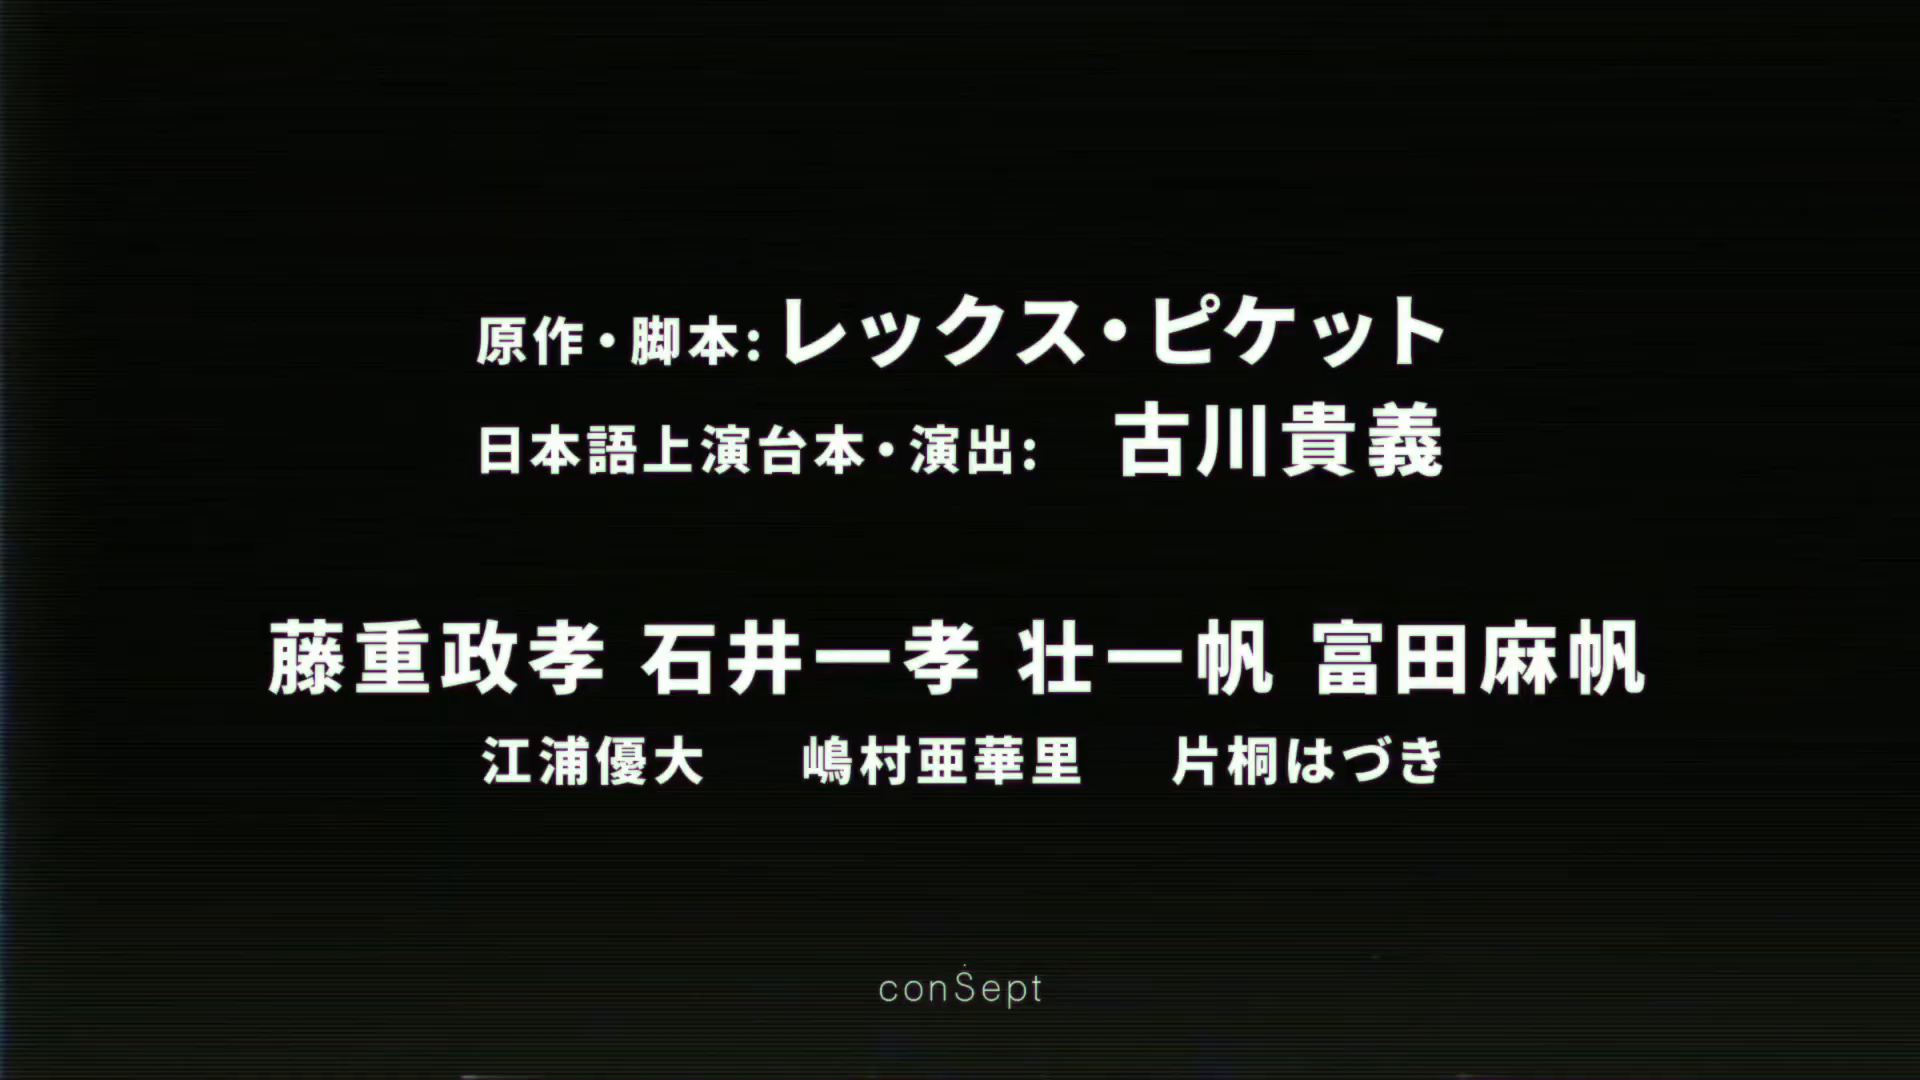 原作・脚本: レックス・ピケット
日本語上演台本・演出: 古川貴義
藤重政孝 石井一孝 壮一帆 富田麻帆
江浦優大 嶋村亜華里 片桐はづき
conSept